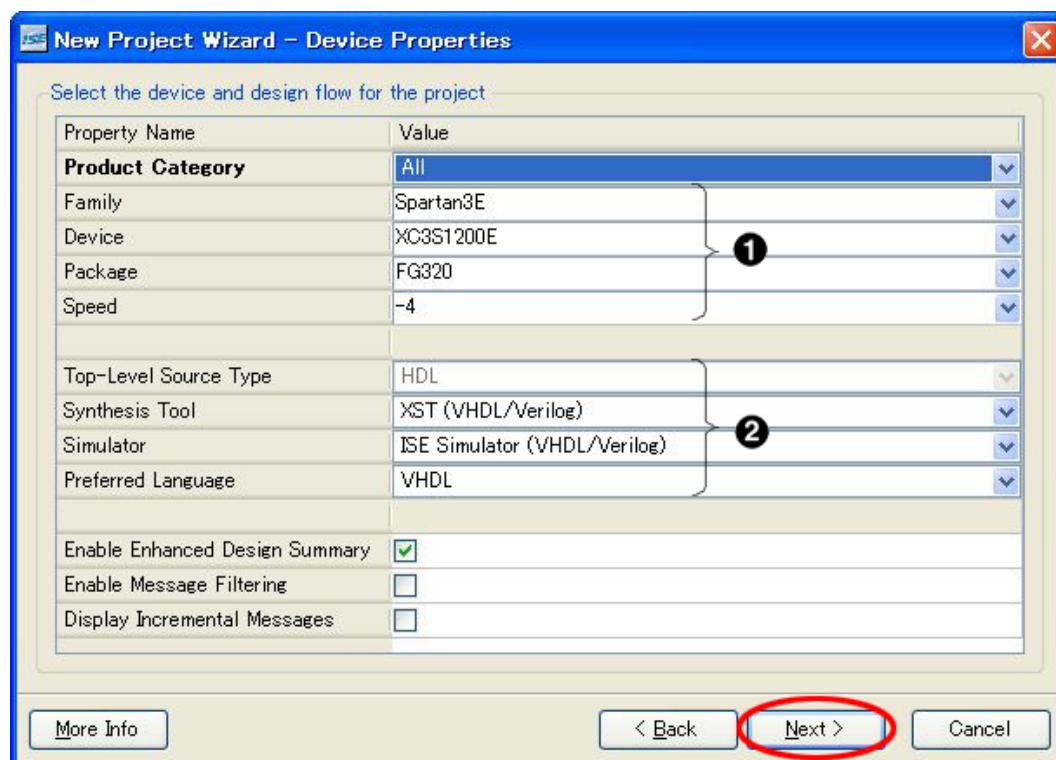 ISE New Project Wizard – Device Properties
Select the device and design flow for the project
Property Name Value
Product Category All
Family Spartan3E
Device XC3S1200E
Package FG320
Speed -4
❶
Top-Level Source Type HDL
Synthesis Tool XST (VHDL/Verilog)
Simulator ISE Simulator (VHDL/Verilog)
Preferred Language VHDL
❷
Enable Enhanced Design Summary
Enable Message Filtering
Display Incremental Messages
More Info < Back Next > Cancel